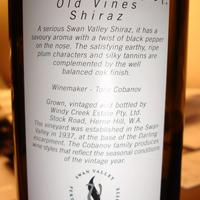 Old Vines
Shiraz
A serious Swan Valley Shiraz, it has a
savoury aroma with a twist of black pepper
on the nose. The satisfying earthy, ripe
plum characters and silky tannins are
complemented by the well
balanced oak finish.
Winemaker - Tony Cobanov
Grown, vintaged and bottled by
Windy Creek Estate Pty. Ltd.
Stock Road, Herne Hill, W.A.
The vineyard was established in the Swan
Valley in 1937, at the base of the Darling
escarpment. The Cobanov family produces
wine styles that reflect the seasonal conditions
of the vintage year.
SWAN VALLEY